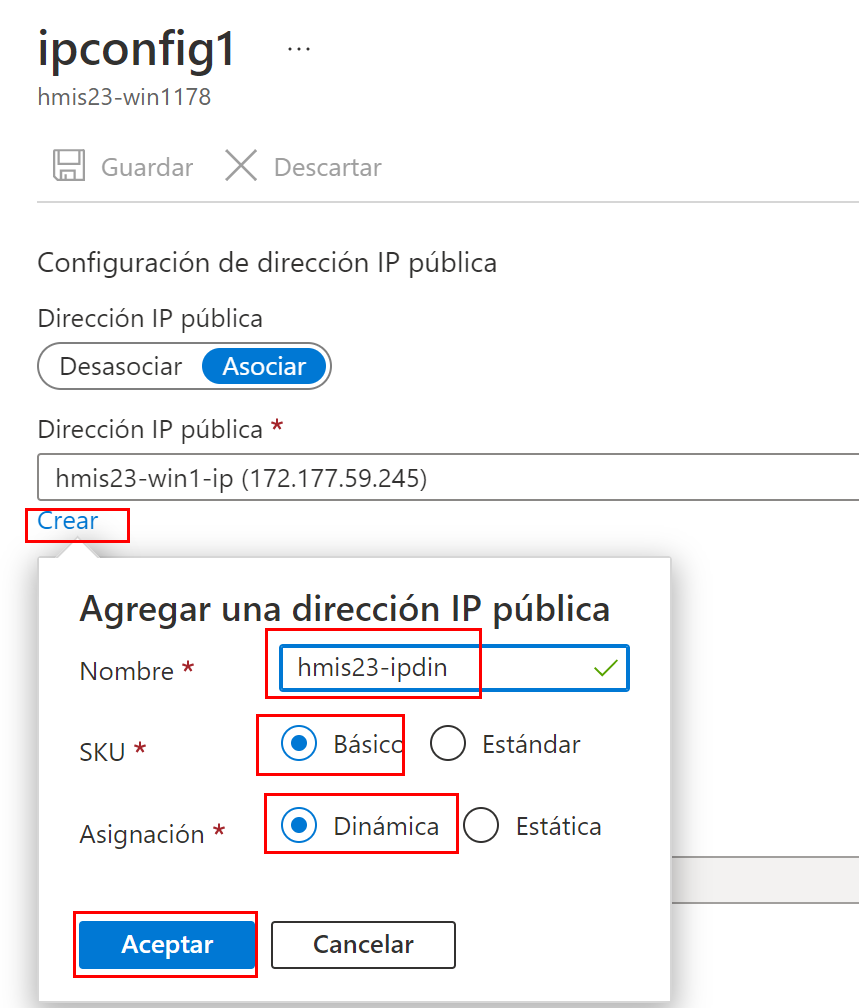 ipconfig1 ...
hmis23-win1178
Guardar Descartar
Configuración de dirección IP pública
Dirección IP pública
Desasociar Asociar
Dirección IP pública *
hmis23-win1-ip (172.177.59.245)
Crear
Agregar una dirección IP pública
Nombre * hmis23-ipdin
SKU * Básico Estándar
Asignación * Dinámica Estática
Aceptar Cancelar